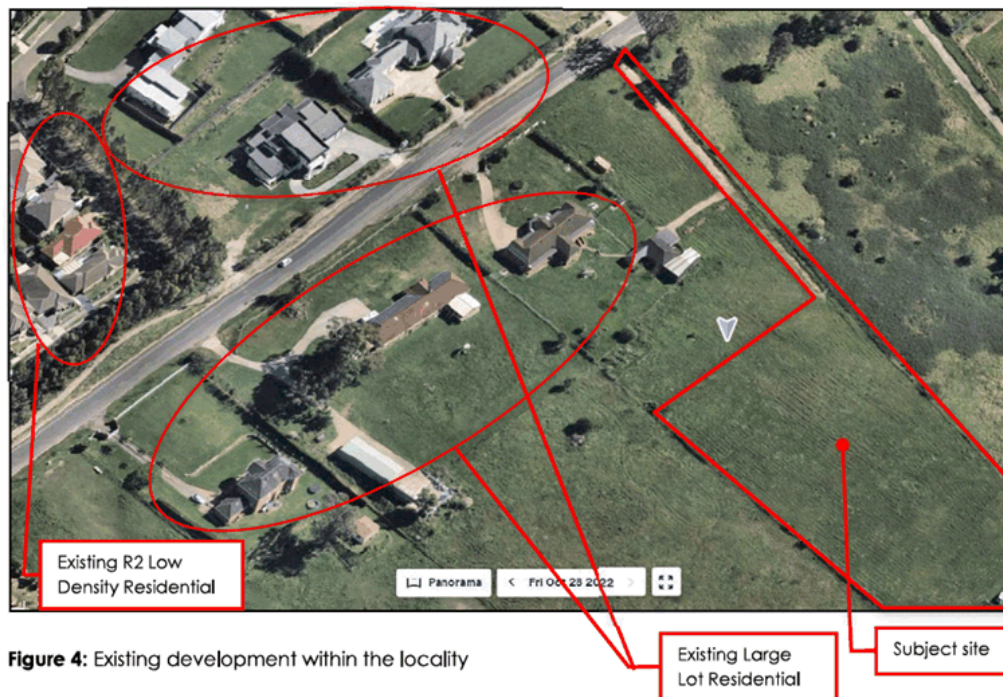 Existing R2 Low
Density Residential
Panorama
Fri Oct 28 2022
Figure 4: Existing development within the locality
Existing Large
Lot Residential
Subject site